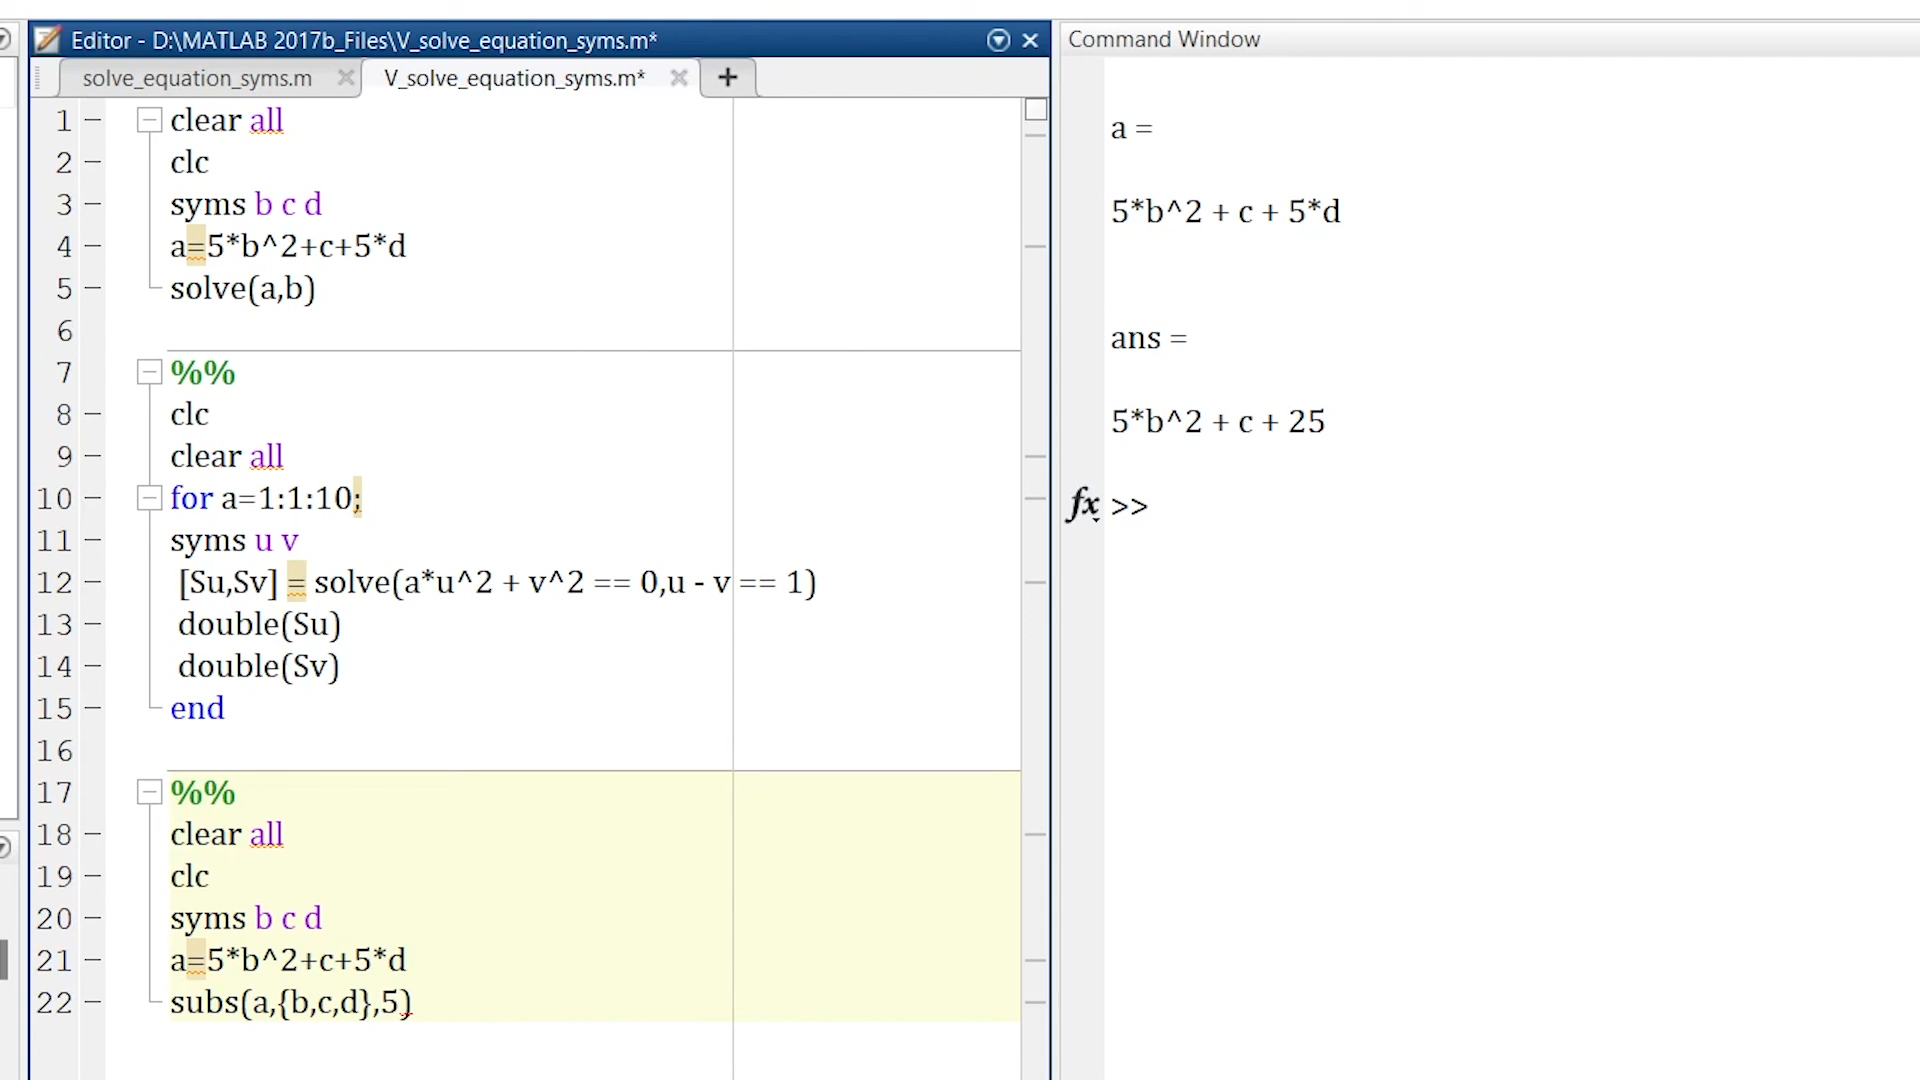 Editor - D:\MATLAB 2017b_Files\V_solve_equation_syms.m*
solve_equation_syms.m
V_solve_equation_syms.m*
+
1 clear all
2 clc
3 syms b c d
4 a=5*b^2+c+5*d
5 solve(a,b)
6
7 %%
8 clc
9 clear all
10 for a=1:1:10;
11 syms u v
12 [Su,Sv] = solve(a*u^2 + v^2 == 0,u - v == 1)
13 double(Su)
14 double(Sv)
15 end
16
17 %%
18 clear all
19 clc
20 syms b c d
21 a=5*b^2+c+5*d
22 subs(a,{b,c,d},5)
Command Window
a =
5*b^2 + c + 5*d
ans =
5*b^2 + c + 25
fx >>